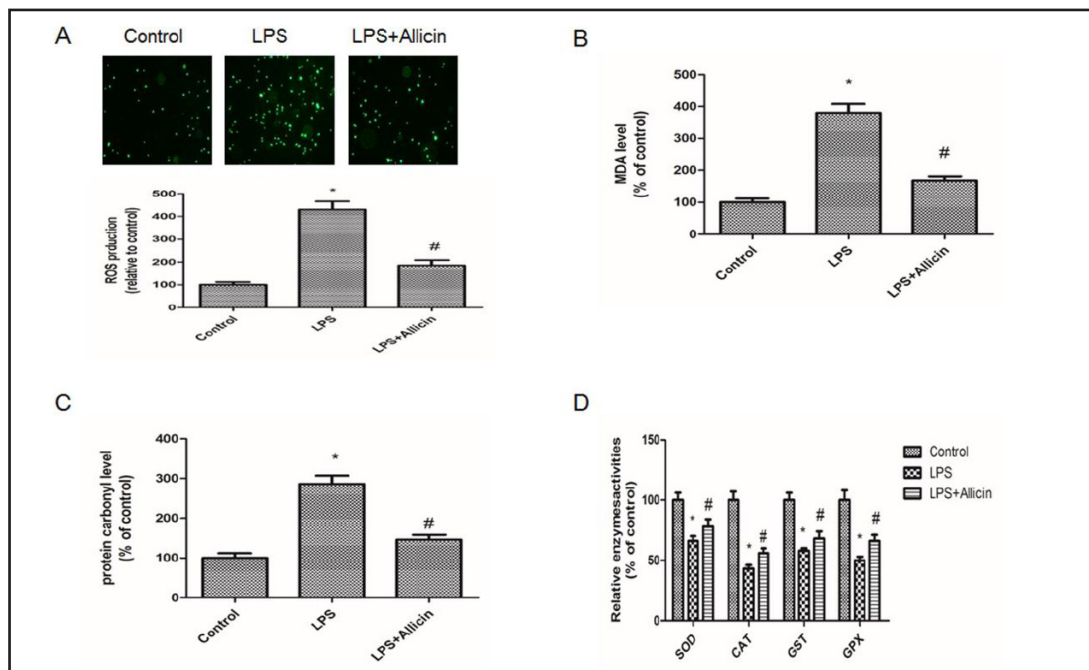 A
Control LPS LPS+Allicin
ROS prduction
(relative to control)
500
400
300
200
100
0
*
#
Control LPS LPS+Allicin
B
MDA level
(% of control)
500
400
300
200
100
0
*
#
Control LPS LPS+Allicin
C
protein carbonyl level
(% of control)
400
300
200
100
0
*
#
Control LPS LPS+Allicin
D
Relative enzymesactivities
(% of control)
150
100
50
0
* # * # * # * #
SOD CAT GST GPX
Control
LPS
LPS+Allicin